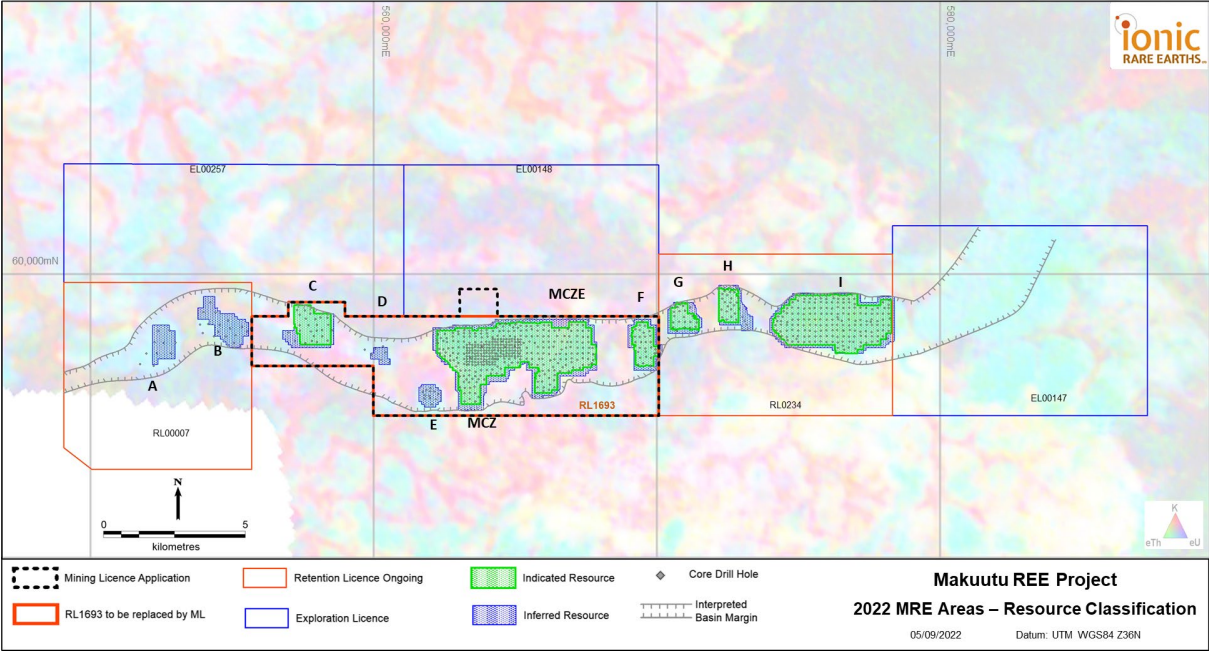 560,000mE
580,000mE
ionic
RARE EARTHS
EL00257
EL00148
60,000mN
C
D
MCZE
F
G
H
I
B
A
E
MCZ
RL1693
RL0234
EL00147
RL00007
N
0 5
kilometres
K
eTh eU
Mining Licence Application
Retention Licence Ongoing
Indicated Resource
Core Drill Hole
RL1693 to be replaced by ML
Exploration Licence
Inferred Resource
Interpreted
Basin Margin
Makuutu REE Project
2022 MRE Areas – Resource Classification
05/09/2022 Datum: UTM WGS84 Z36N